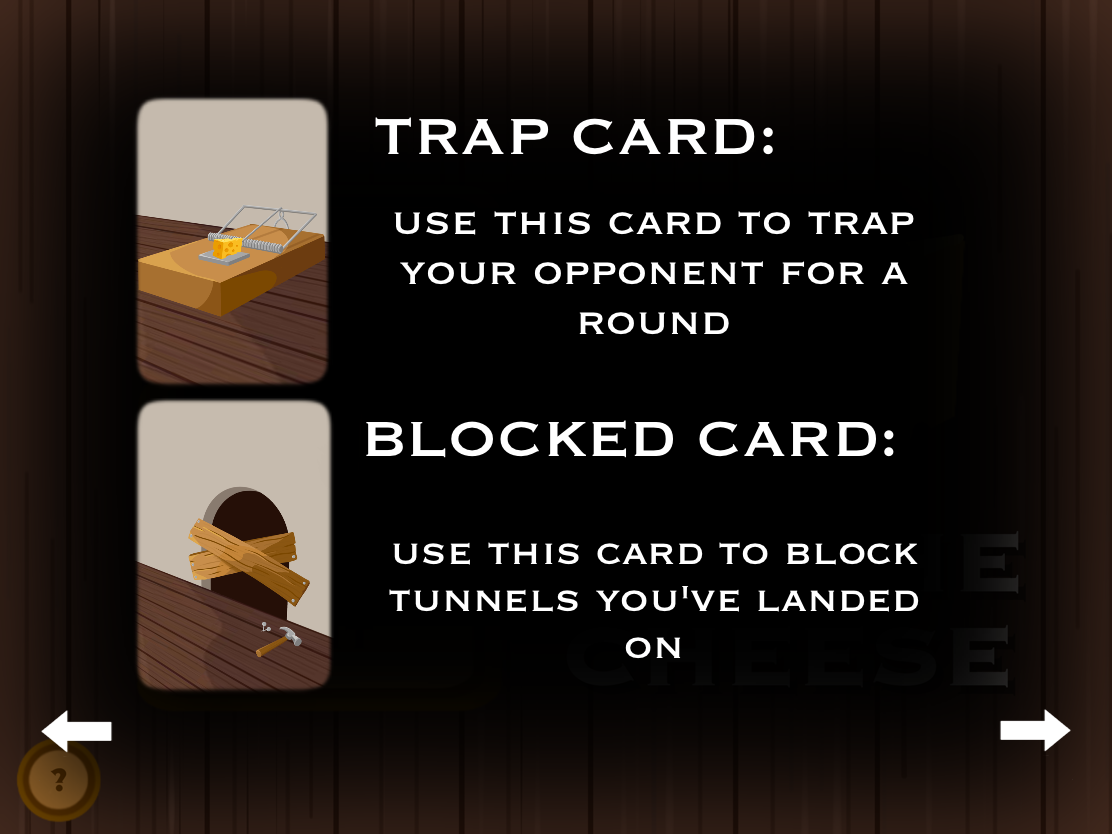 TRAP CARD:
USE THIS CARD TO TRAP
YOUR OPPONENT FOR A
ROUND
BLOCKED CARD:
USE THIS CARD TO BLOCK
TUNNELS YOU'VE LANDED
ON
CHEESE
?